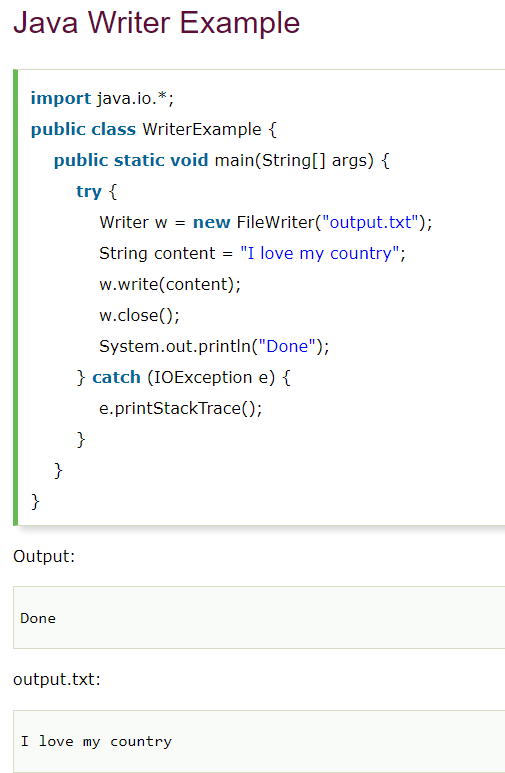 Java Writer Example
import java.io.*;
public class WriterExample {
    public static void main(String[] args) {
        try {
            Writer w = new FileWriter("output.txt");
            String content = "I love my country";
            w.write(content);
            w.close();
            System.out.println("Done");
        } catch (IOException e) {
            e.printStackTrace();
        }
    }
}
Output:
Done
output.txt:
I love my country